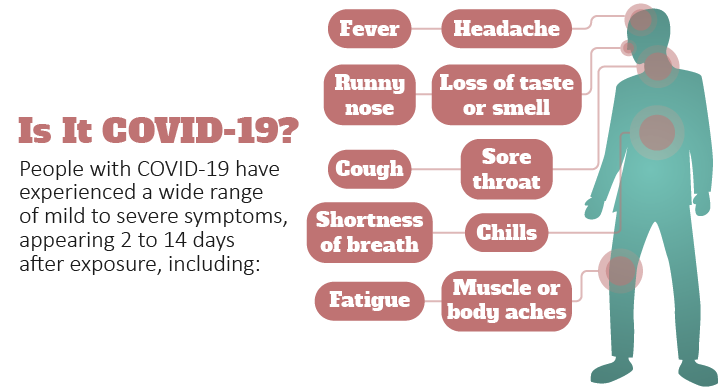 Is It COVID-19?
People with COVID-19 have
experienced a wide range
of mild to severe symptoms,
appearing 2 to 14 days
after exposure, including:
Fever
Headache
Runny
nose
Loss of taste
or smell
Cough
Sore
throat
Shortness
of breath
Chills
Fatigue
Muscle or
body aches